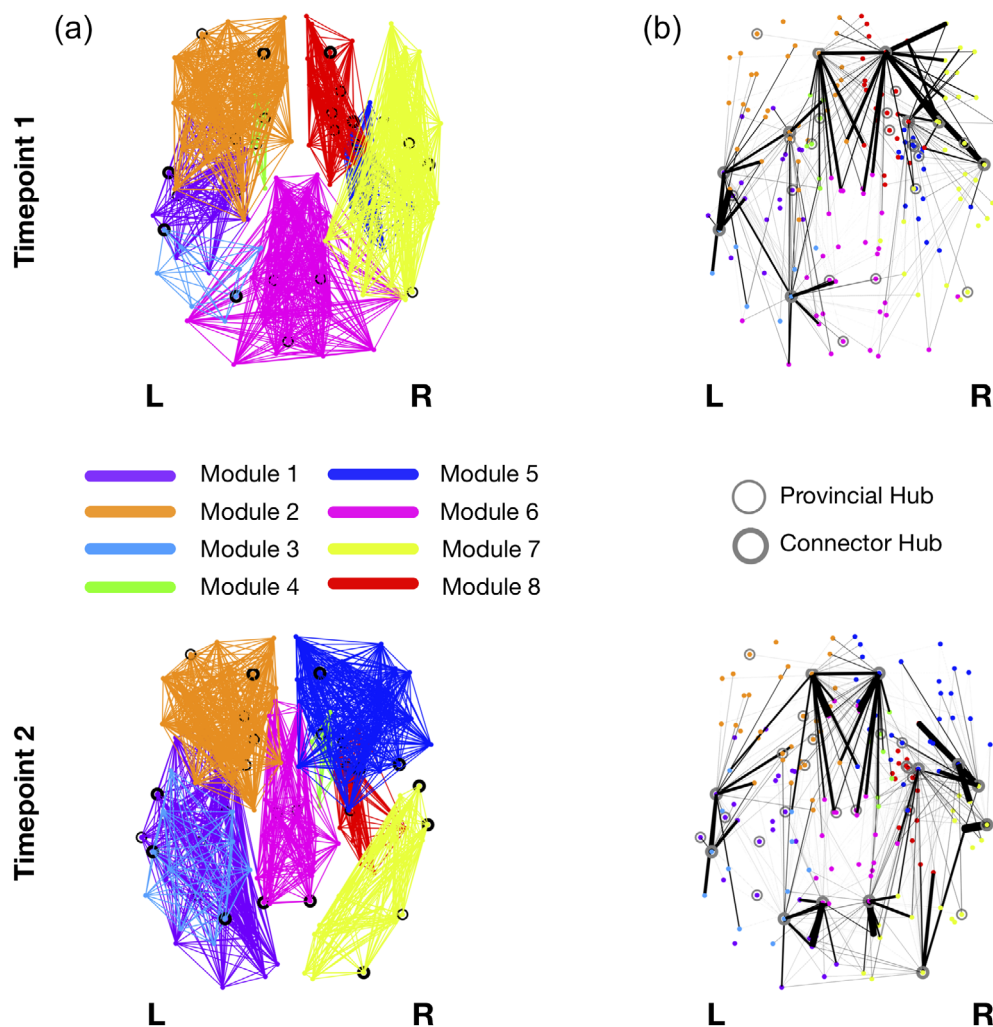 (a)
(b)
Timepoint 1
L
R
L
R
Module 1
Module 5
Module 2
Module 6
Module 3
Module 7
Module 4
Module 8
Provincial Hub
Connector Hub
Timepoint 2
L
R
L
R